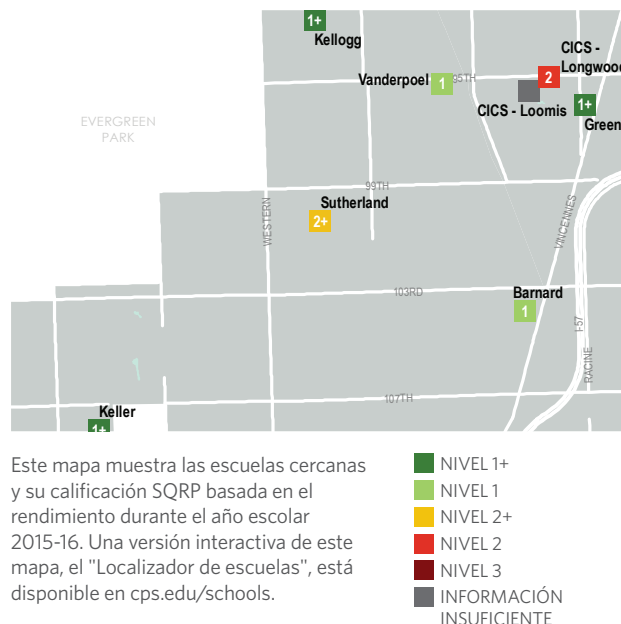 1+
Kellogg
CICS -
Longwood
2
Vanderpoel
1
95TH
CICS - Loomis
1+
Green
EVERGREEN
PARK
99TH
Sutherland
2+
WESTERN
VINCENNES
103RD
Barnard
1
I-57
RACINE
107TH
Keller
1+
Este mapa muestra las escuelas cercanas
y su calificación SQRP basada en el
rendimiento durante el año escolar
2015-16. Una versión interactiva de este
mapa, el "Localizador de escuelas", está
disponible en cps.edu/schools.
NIVEL 1+
NIVEL 1
NIVEL 2+
NIVEL 2
NIVEL 3
INFORMACIÓN
INSUFICIENTE